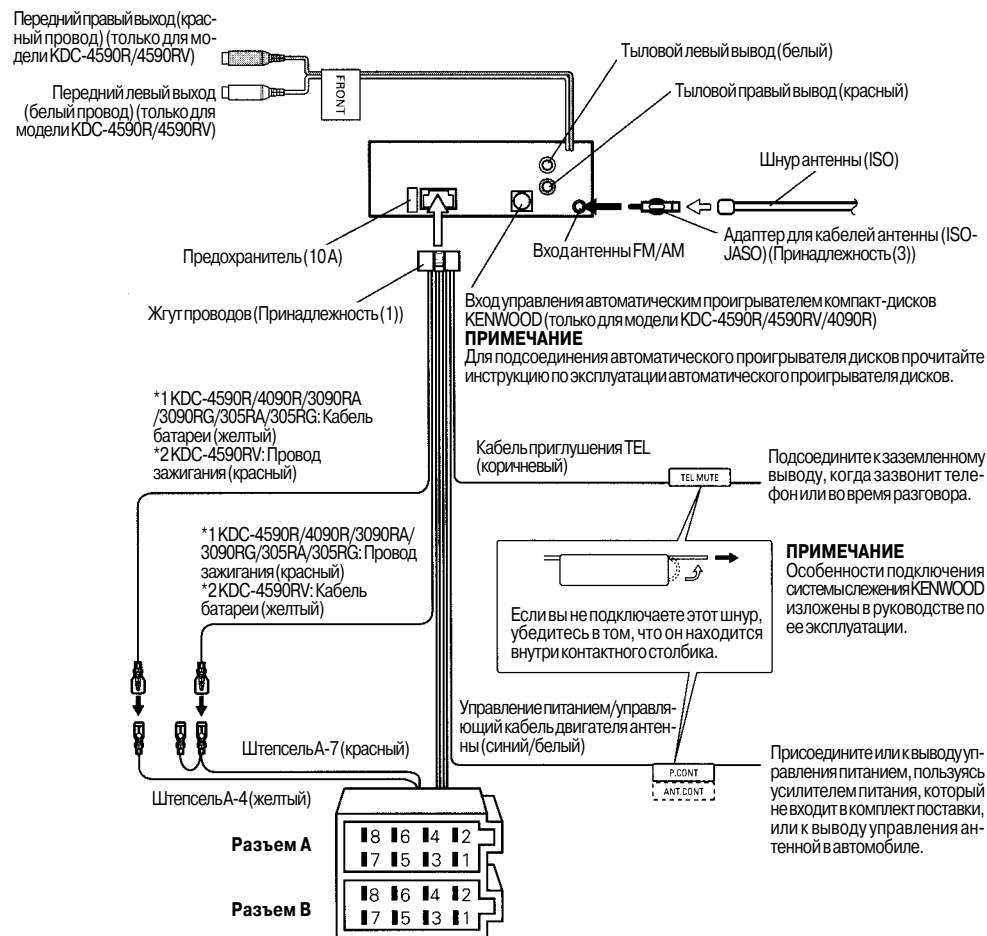 Передний правый выход (крас-
ный провод) (только для мо-
дели KDC-4590R/4590RV)
Передний левый выход
(белый провод) (только для
модели KDC-4590R/4590RV)
FRONT
Тыловой левый вывод (белый)
Тыловой правый вывод (красный)
Шнур антенны (ISO)
Адаптер для кабелей антенны (ISO-
JASO) (Принадлежность (3))
Вход антенны FM/AM
Предохранитель (10 A)
Жгут проводов (Принадлежность (1))
Вход управления автоматическим проигрывателем компакт-дисков
KENWOOD (только для модели KDC-4590R/4590RV/4090R)
ПРИМЕЧАНИЕ
Для подсоединения автоматического проигрывателя дисков прочитайте
инструкцию по эксплуатации автоматического проигрывателя дисков.
*1 KDC-4590R/4090R/3090RA
/3090RG/305RA/305RG: Кабель
батареи (желтый)
*2 KDC-4590RV: Провод
зажигания (красный)
Кабель приглушения TEL
(коричневый)
TEL MUTE
Подсоедините к заземленному
выводу, когда зазвонит теле-
фон или во время разговора.
*1 KDC-4590R/4090R/3090RA/
3090RG/305RA/305RG: Провод
зажигания (красный)
*2 KDC-4590RV: Кабель
батареи (желтый)
Если вы не подключаете этот шнур,
убедитесь в том, что он находится
внутри контактного столбика.
ПРИМЕЧАНИЕ
Особенности подключения
системы слежения KENWOOD
изложены в руководстве по
ее эксплуатации.
Управление питанием/управля-
ющий кабель двигателя антен-
ны (синий/белый)
P.CONT
ANT.CONT
Присоедините или к выводу уп-
равления питанием, пользуясь
усилителем питания, который
не входит в комплект поставки,
или к выводу управления ан-
тенной в автомобиле.
Штепсель A-7 (красный)
Штепсель A-4 (желтый)
Разъем A
8 6 4 2
7 5 3 1
Разъем B
8 6 4 2
7 5 3 1